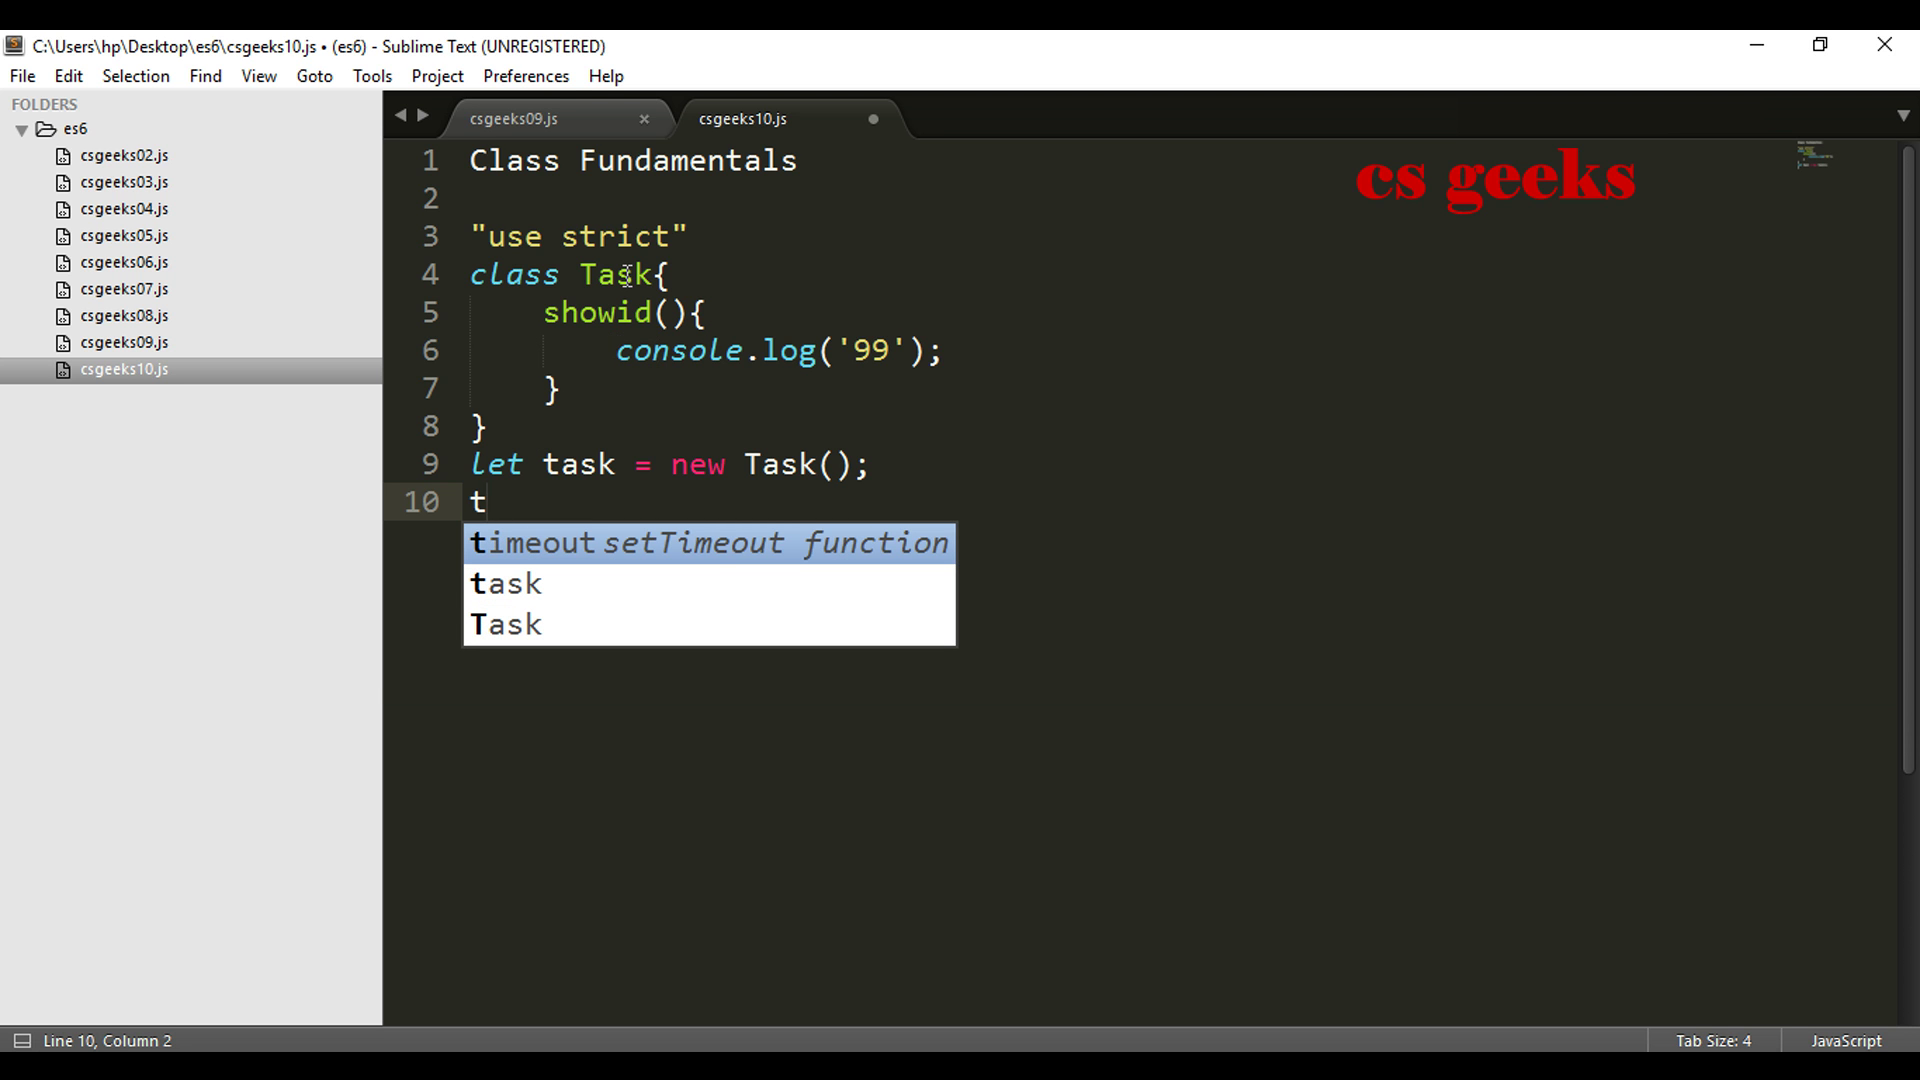 C:\Users\hp\Desktop\es6\csgeeks10.js • (es6) - Sublime Text (UNREGISTERED)
File Edit Selection Find View Goto Tools Project Preferences Help
FOLDERS
es6
csgeeks02.js
csgeeks03.js
csgeeks04.js
csgeeks05.js
csgeeks06.js
csgeeks07.js
csgeeks08.js
csgeeks09.js
csgeeks10.js
csgeeks09.js csgeeks10.js
cs geeks
1 Class Fundamentals
2
3 "use strict"
4 class Task{
5 showid(){
6 console.log('99');
7 }
8 }
9 let task = new Task();
10 t
timeout setTimeout function
task
Task
Line 10, Column 2 Tab Size: 4 JavaScript